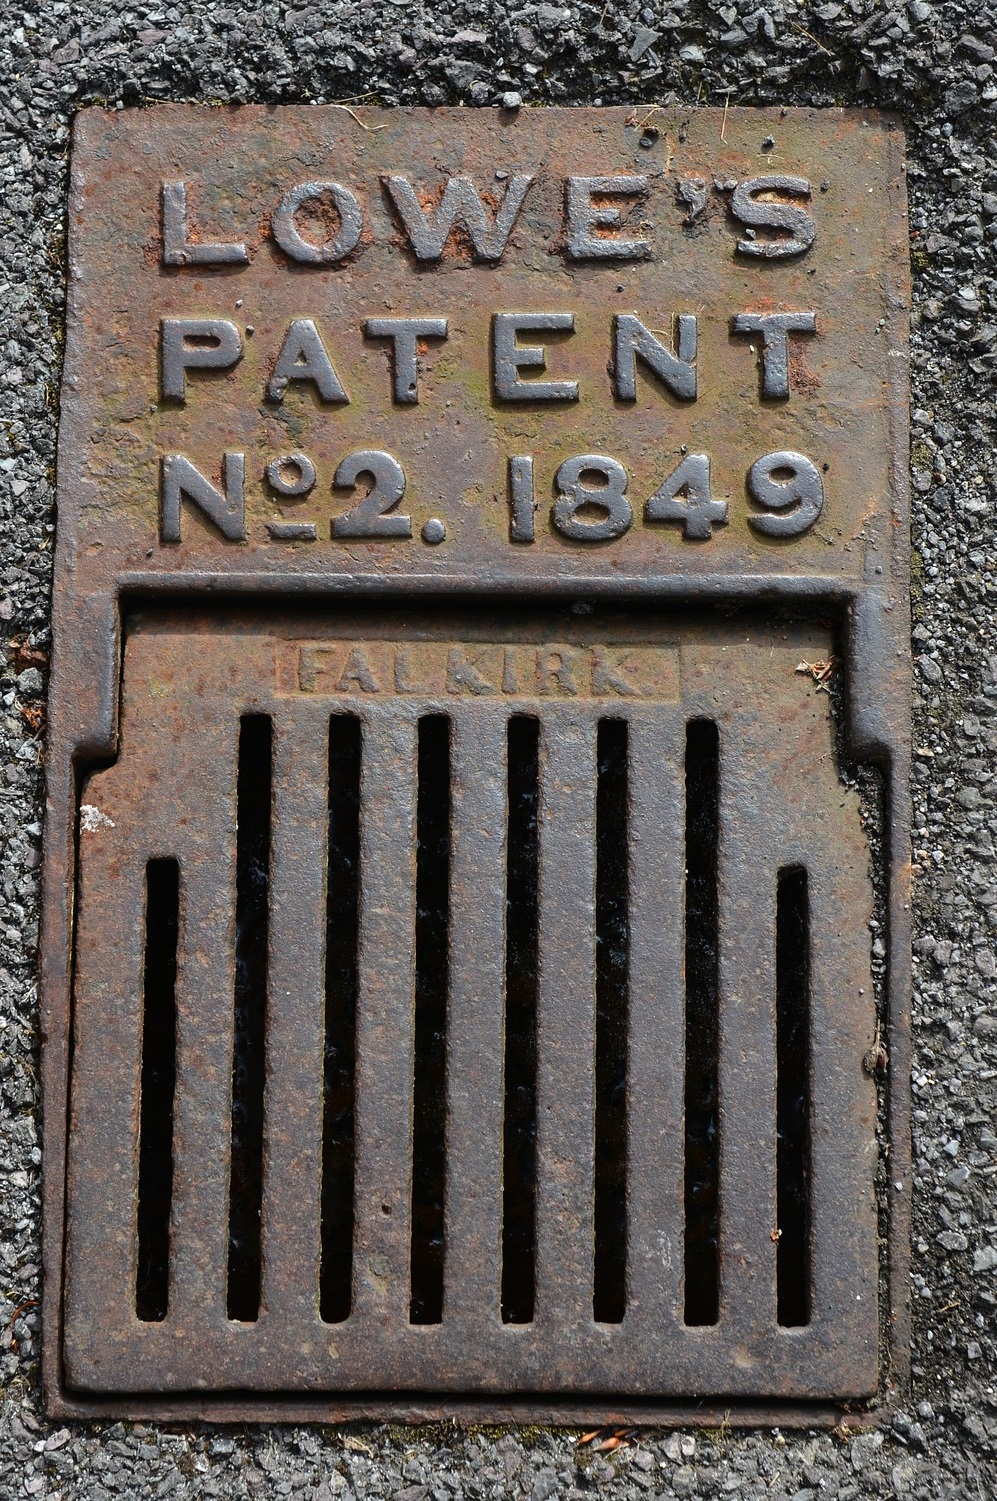 LOWE'S
PATENT
Nº2. 1849
FALKIRK.